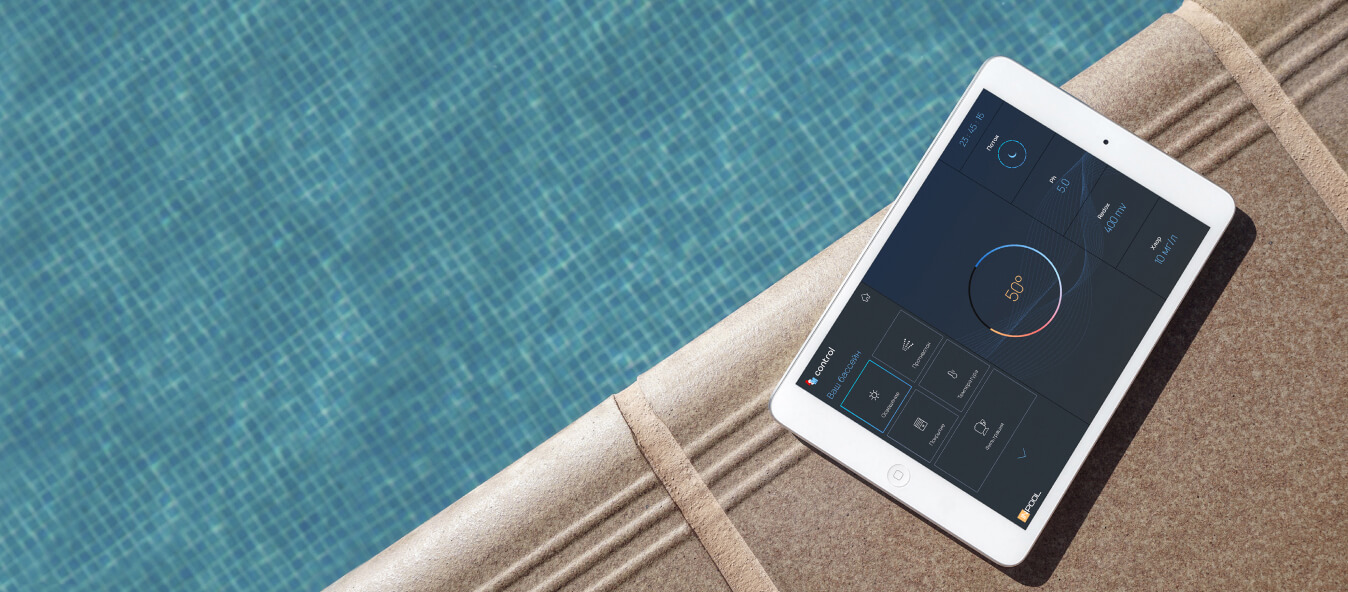 control
Ваш бассейн
Освещение
Противоток
Покрытие
Температура
Фильтрация
POOL
50°
23 : 45 : 15
Поток
Ph
5.0
Redox
400 mv
Хлор
10 мг/л